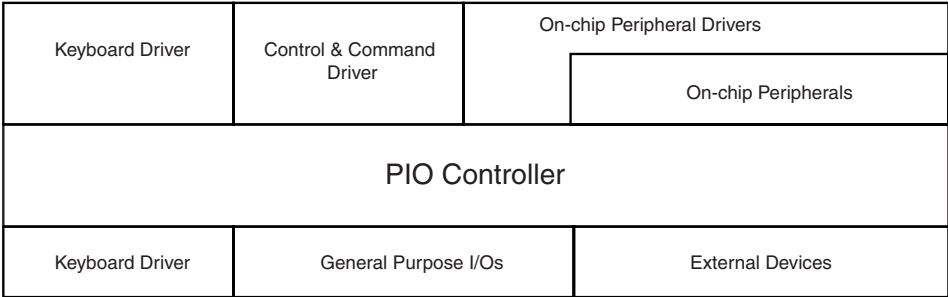 On-chip Peripheral Drivers
Keyboard Driver
Control & Command
Driver
On-chip Peripherals
PIO Controller
Keyboard Driver
General Purpose I/Os
External Devices